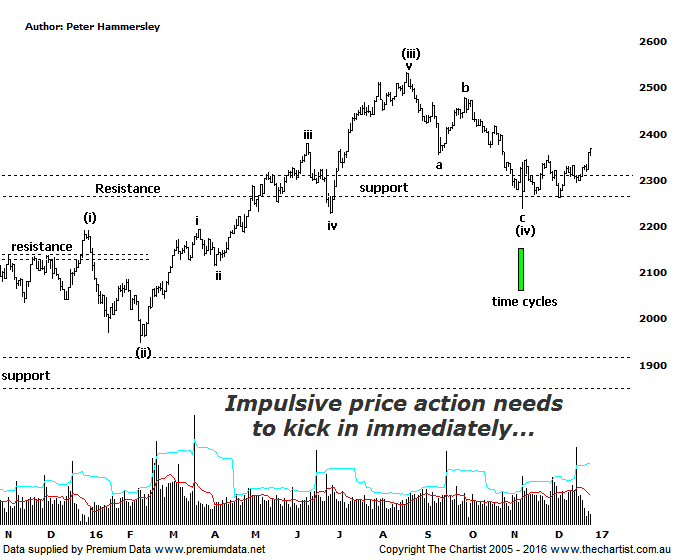 Author: Peter Hammersley
2600
(iii)
v
2500
b
iii
2400
a
2300
Resistance
support
iv
c
(i)
i
2200
(iv)
resistance
ii
2100
time cycles
2000
(ii)
1900
support
Impulsive price action needs
to kick in immediately...
N D 16 F M A M J J A S O N D 17
Data supplied by Premium Data www.premiumdata.net
Copyright The Chartist 2005 - 2016 www.thechartist.com.au